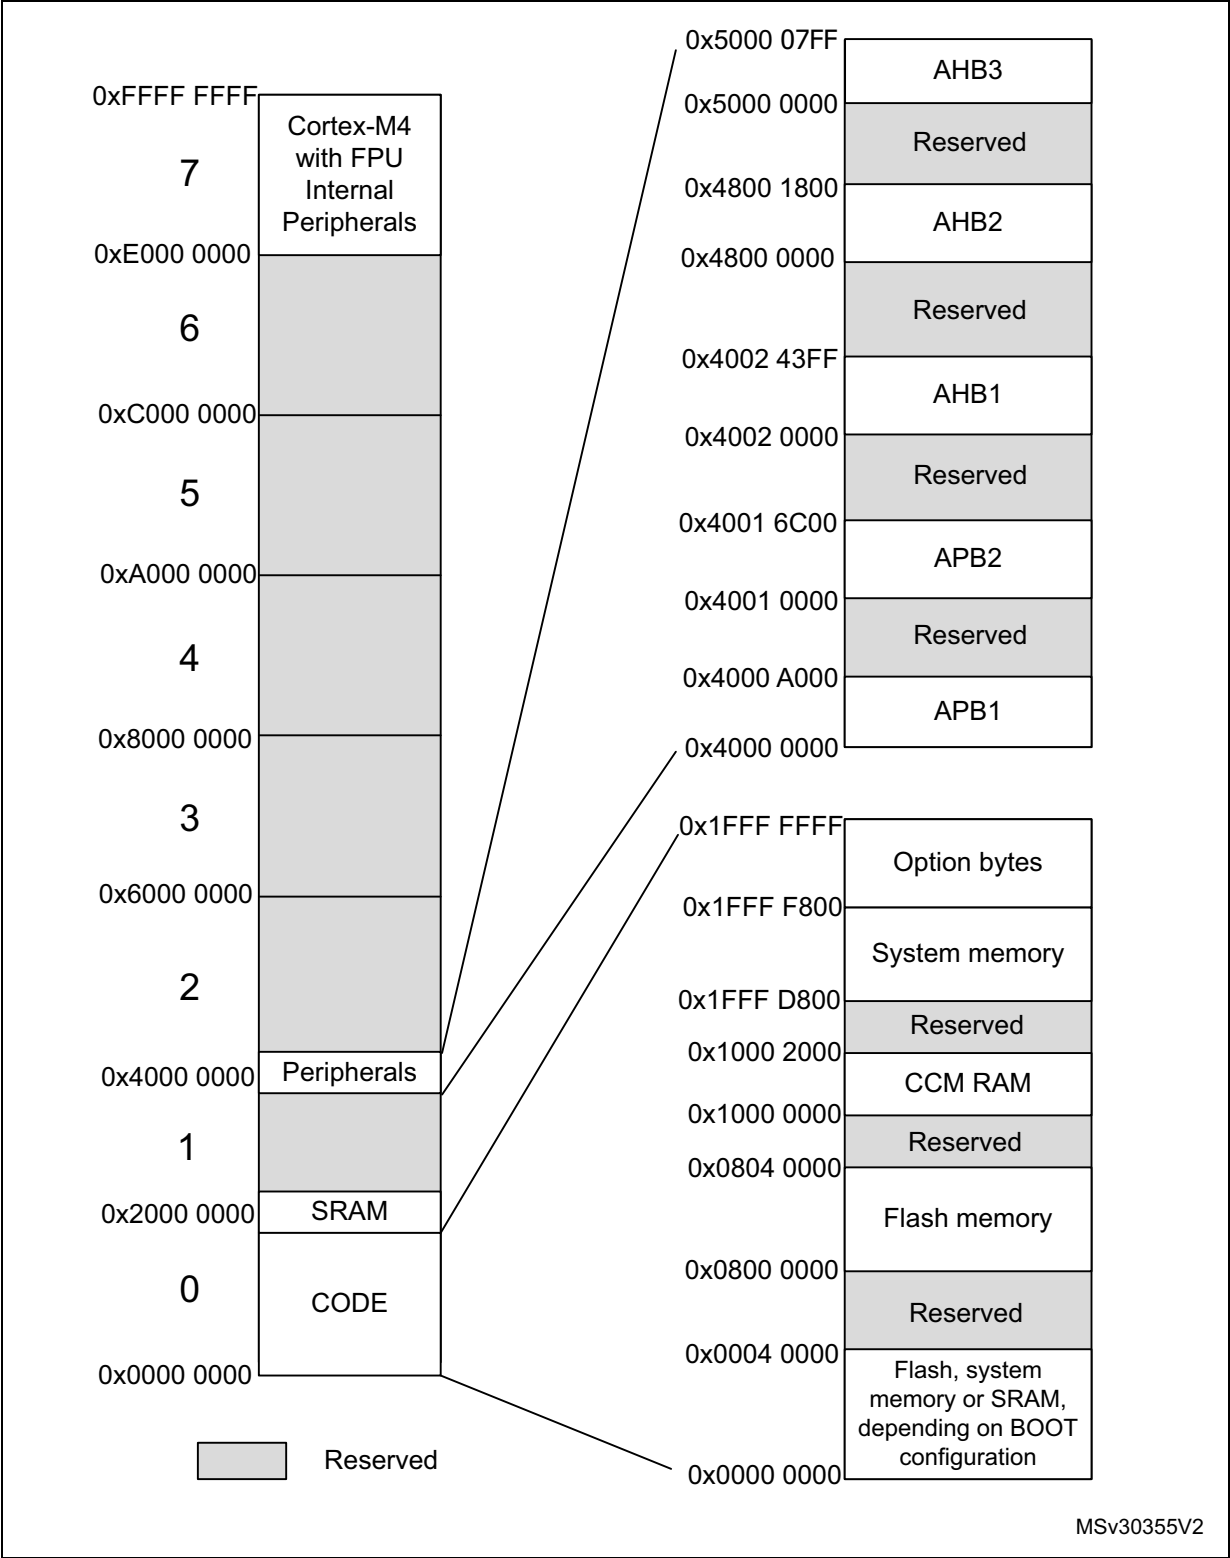 0xFFFF FFFF
Cortex-M4
with FPU
Internal
Peripherals
7
0xE000 0000
6
0xC000 0000
5
0xA000 0000
4
0x8000 0000
3
0x6000 0000
2
Peripherals
0x4000 0000
1
SRAM
0x2000 0000
0
CODE
0x0000 0000
Reserved
0x5000 07FF
AHB3
0x5000 0000
Reserved
0x4800 1800
AHB2
0x4800 0000
Reserved
0x4002 43FF
AHB1
0x4002 0000
Reserved
0x4001 6C00
APB2
0x4001 0000
Reserved
0x4000 A000
APB1
0x4000 0000
0x1FFF FFFF
Option bytes
0x1FFF F800
System memory
0x1FFF D800
Reserved
0x1000 2000
CCM RAM
0x1000 0000
Reserved
0x0804 0000
Flash memory
0x0800 0000
Reserved
0x0004 0000
Flash, system
memory or SRAM,
depending on BOOT
configuration
0x0000 0000
MSv30355V2